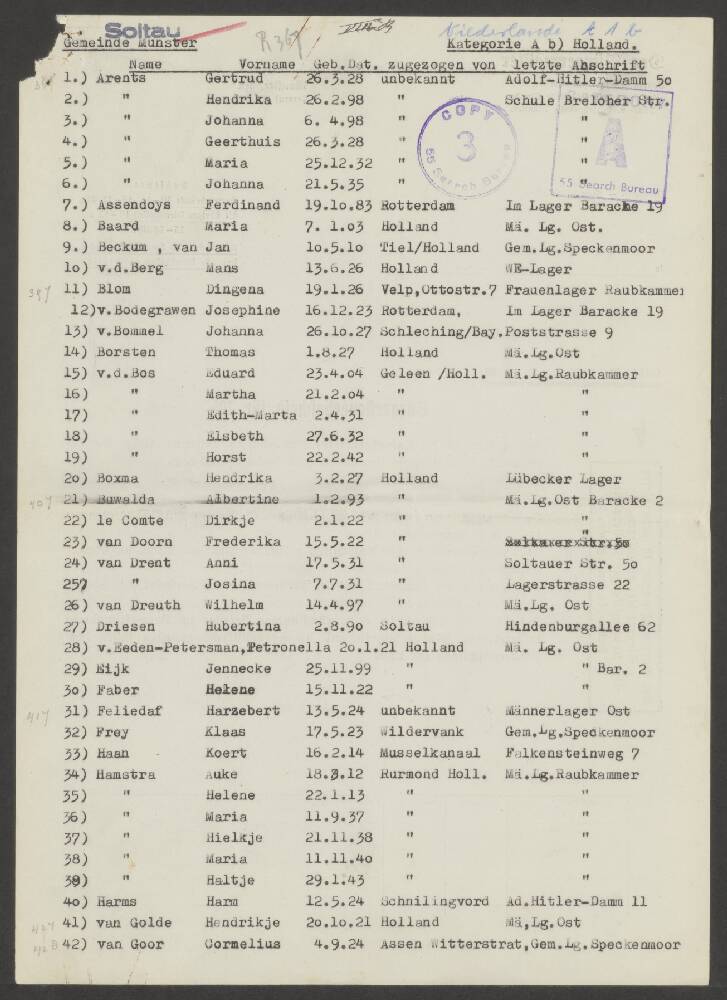 Soltau
Niederlande A A b
Gemeinde Munster Kategorie A b) Holland.
Name Vorname Geb.Dat. zugezogen von letzte Abschrift
1.) Arents Gertrud 26.3.28 unbekannt Adolf-Hitler-Damm 5o
2.) " Hendrika 26.2.98 " Schule Breloher Str.
3.) " Johanna 6. 4.98 " "
4.) " Geerthuis 26.3.28 " "
5.) " Maria 25.12.32 " "
6.) " Johanna 21.5.35 " "
COPY
3
55 Search Bureau
A
55 Search Bureau
7.) Assendoys Ferdinand 19.1o.83 Rotterdam Im Lager Baracke 19
8.) Baard Maria 7. 1.o3 Holland Mä. Lg. Ost.
9.) Beckum , van Jan 1o.5.1o Tiel/Holland Gem.Lg.Speckenmoor
1o) v.d.Berg Hans 13.6.26 Holland WE-Lager
11) Blom Dingena 19.1.26 Velp,Ottostr.7 Frauenlager Raubkammer
12)v.Bodegrawen Josephine 16.12.23 Rotterdam, Im Lager Baracke 19
13) v.Bommel Johanna 26.1o.27 Schleching/Bay.Poststrasse 9
14) Borsten Thomas 1.8.27 Holland Mä.Lg.Ost
15) v.d.Bos Eduard 23.4.o4 Geleen /Holl. Mä.Lg.Raubkammer
16) " Martha 21.2.o4 " "
17) " Edith-Marta 2.4.31 " "
18) " Elsbeth 27.6.32 " "
19) " Horst 22.2.42 " "
2o) Boxma Hendrika 3.2.27 Holland Lübecker Lager
21) Buwalda Albertine 1.2.93 " Mä.Lg.Ost Baracke 2
22) le Comte Dirkje 2.1.22 " "
23) van Doorn Frederika 15.5.22 " "
24) van Drent Anni 17.5.31 " Soltauer Str. 5o
25) " Josina 7.7.31 " Lagerstrasse 22
26) van Dreuth Wilhelm 14.4.97 " Mä.Lg. Ost
27) Driesen Hubertina 2.8.9o Soltau Hindenburgallee 62
28) v.Eeden-Petersman,Petronella 2o.1.21 Holland Mä. Lg. Ost
29) Eijk Jennecke 25.11.99 " " Bar. 2
3o) Faber Helene 15.11.22 " "
31) Feliedaf Harzebert 13.5.24 unbekannt Männerlager Ost
32) Frey Klaas 17.5.23 Wildervank Gem.Lg.Speckenmoor
33) Haan Koert 16.2.14 Musselkanaal Falkensteinweg 7
34) Hamstra Auke 18.3.12 Rurmond Holl. Mä.Lg.Raubkammer
35) " Helene 22.1.13 " "
36) " Maria 11.9.37 " "
37) " Hielkje 21.11.38 " "
38) " Maria 11.11.4o " "
39) " Haltje 29.1.43 " "
4o) Harms Harm 12.5.24 Schnilingvord Ad.Hitler-Damm 11
41) van Golde Hendrikje 2o.1o.21 Holland Mä,Lg.Ost
42) van Goor Cornelius 4.9.24 Assen Witterstrat,Gem.Lg.Speckenmoor